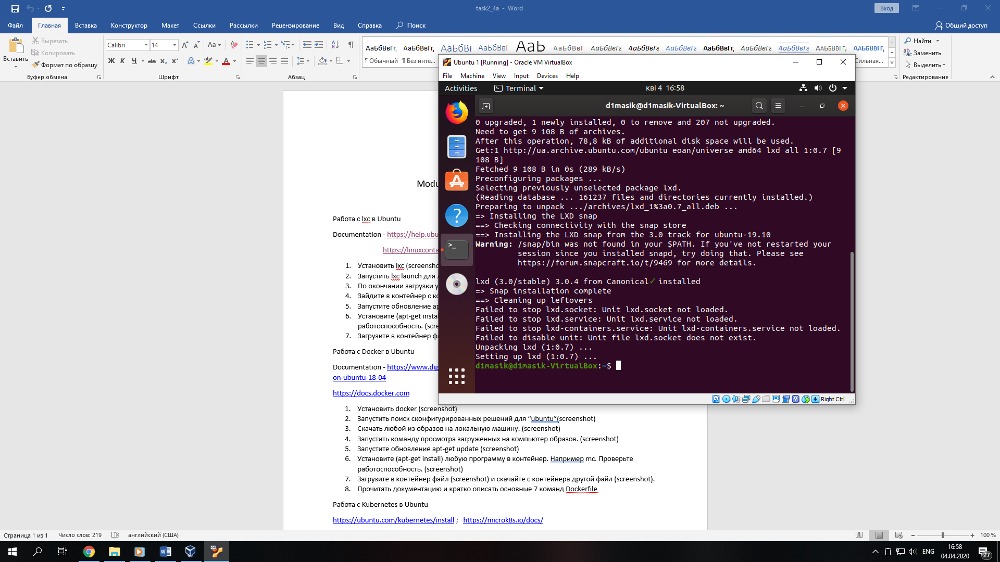 task2_4a - Word
Вход
Файл Главная Вставка Конструктор Макет Ссылки Рассылки Рецензирование Вид Справка Поиск Общий доступ
Вставить
Вырезать
Копировать
Формат по образцу
Буфер обмена
Calibri 14
Шрифт
Абзац
АаБбВвГг, АаБбВвГг, АаБбВі АаБбВвГ Aab АаБбВвГ АаБбВвГг АаБбВвГг АаБбВвГг АаБбВвГг, АаБбВвГг АаБбВвГг ААББВВГГ, ААББВВГГ,
¶ Обычный ¶ Без инте...
Сильная...
Найти
Заменить
Выделить
Редактирование
Ubuntu 1 [Running] - Oracle VM VirtualBox
File Machine View Input Devices Help
Activities Terminal кві 4 16:58
d1masik@d1masik-VirtualBox: ~
0 upgraded, 1 newly installed, 0 to remove and 207 not upgraded.
Need to get 9 108 B of archives.
After this operation, 78,8 kB of additional disk space will be used.
Get:1 http://ua.archive.ubuntu.com/ubuntu eoan/universe amd64 lxd all 1:0.7 [9
108 B]
Fetched 9 108 B in 0s (289 kB/s)
Preconfiguring packages ...
Selecting previously unselected package lxd.
(Reading database ... 161237 files and directories currently installed.)
Preparing to unpack .../archives/lxd_1%3a0.7_all.deb ...
=> Installing the LXD snap
==> Checking connectivity with the snap store
==> Installing the LXD snap from the 3.0 track for ubuntu-19.10
Warning: /snap/bin was not found in your $PATH. If you've not restarted your
session since you installed snapd, try doing that. Please see
https://forum.snapcraft.io/t/9469 for more details.
lxd (3.0/stable) 3.0.4 from Canonical✓ installed
=> Snap installation complete
==> Cleaning up leftovers
Failed to stop lxd.socket: Unit lxd.socket not loaded.
Failed to stop lxd.service: Unit lxd.service not loaded.
Failed to stop lxd-containers.service: Unit lxd-containers.service not loaded.
Failed to disable unit: Unit file lxd.socket does not exist.
Unpacking lxd (1:0.7) ...
Setting up lxd (1:0.7) ...
d1masik@d1masik-VirtualBox:~$
Right Ctrl
Modu
Работа с lxc в Ubuntu
Documentation - https://help.ubu
https://linuxconta
1. Установить lxc (screensho
2. Запустить lxc launch для
3. По окончании загрузки у
4. Зайдите в контейнер с ко
5. Запустите обновление ap
6. Установите (apt-get instal
работоспособность. (scre
7. Загрузите в контейнер фа
Работа с Docker в Ubuntu
Documentation - https://www.dig
on-ubuntu-18-04
https://docs.docker.com
1. Установить docker (screenshot)
2. Запустить поиск сконфигурированных решений для “ubuntu”(screenshot)
3. Скачать любой из образов на локальную машину. (screenshot)
4. Запустить команду просмотра загруженных на компьютер образов. (screenshot)
5. Запустите обновление apt-get update (screenshot)
6. Установите (apt-get install) любую программу в контейнер. Например mc. Проверьте
работоспособность. (screenshot)
7. Загрузите в контейнер файл (screenshot) и скачайте с контейнера другой файл (screenshot).
8. Прочитать документацию и кратко описать основные 7 команд Dockerfile
Работа с Kubernetes в Ubuntu
https://ubuntu.com/kubernetes/install ; https://microk8s.io/docs/
Страница 1 из 1 Число слов: 219 английский (США) 100 %
ENG 16:58
04.04.2020
27